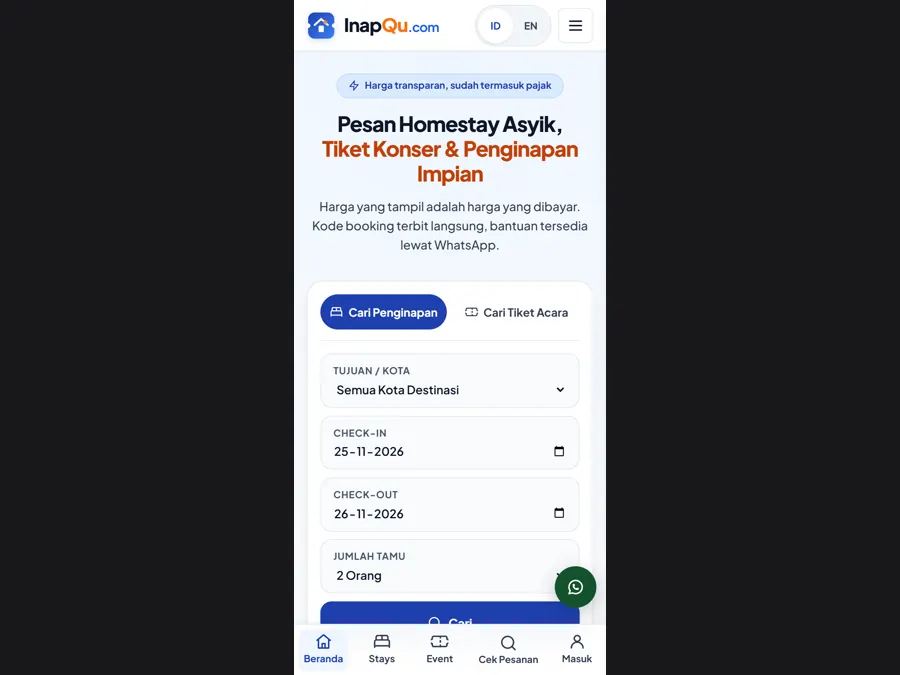 InapQu.com
ID
EN
Harga transparan, sudah termasuk pajak
Pesan Homestay Asyik,
Tiket Konser & Penginapan
Impian
Harga yang tampil adalah harga yang dibayar.
Kode booking terbit langsung, bantuan tersedia
lewat WhatsApp.
Cari Penginapan
Cari Tiket Acara
TUJUAN / KOTA
Semua Kota Destinasi
CHECK-IN
25-11-2026
CHECK-OUT
26-11-2026
JUMLAH TAMU
2 Orang
Cari
Beranda
Stays
Event
Cek Pesanan
Masuk